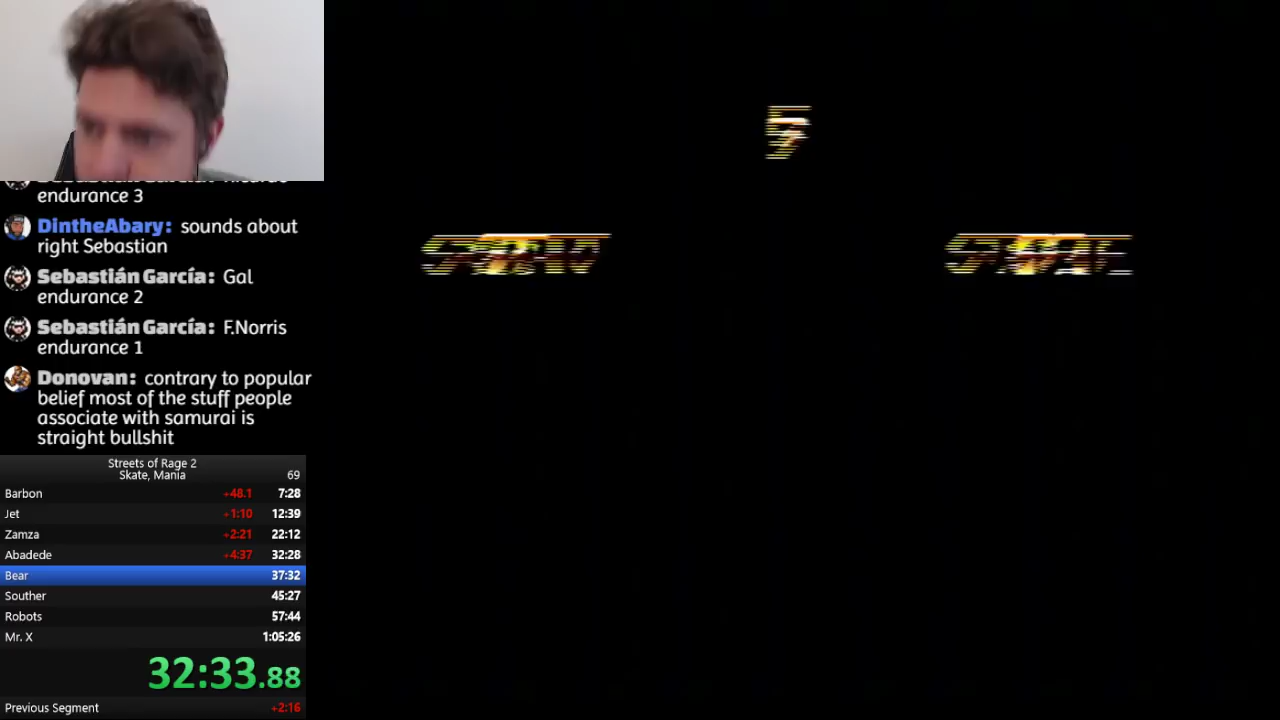 endurance 3
DintheAbary: sounds about
right Sebastian
Sebastián García: Gal
endurance 2
Sebastián García: F.Norris
endurance 1
Donovan: contrary to popular
belief most of the stuff people
associate with samurai is
straight bullshit
Streets of Rage 2
Skate, Mania 69
Barbon +48.1 7:28
Jet +1:10 12:39
Zamza +2:21 22:12
Abadede +4:37 32:28
Bear 37:32
Souther 45:27
Robots 57:44
Mr. X 1:05:26
32:33.88
Previous Segment +2:16